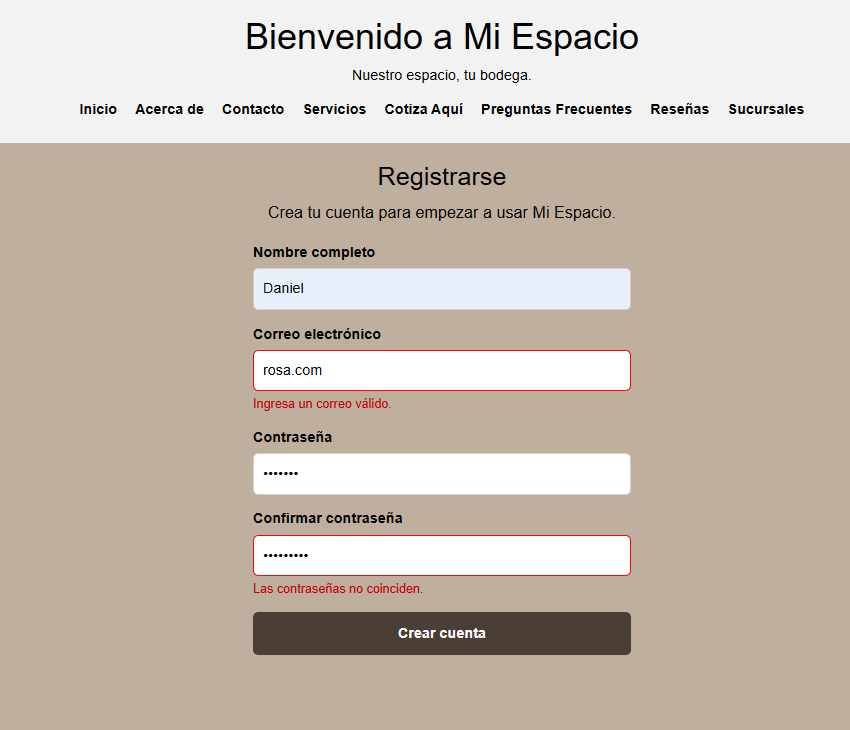 Bienvenido a Mi Espacio
Nuestro espacio, tu bodega.
Inicio Acerca de Contacto Servicios Cotiza Aquí Preguntas Frecuentes Reseñas Sucursales
Registrarse
Crea tu cuenta para empezar a usar Mi Espacio.
Nombre completo
Daniel
Correo electrónico
rosa.com
Ingresa un correo válido.
Contraseña
•••••••
Confirmar contraseña
•••••••••
Las contraseñas no coinciden.
Crear cuenta